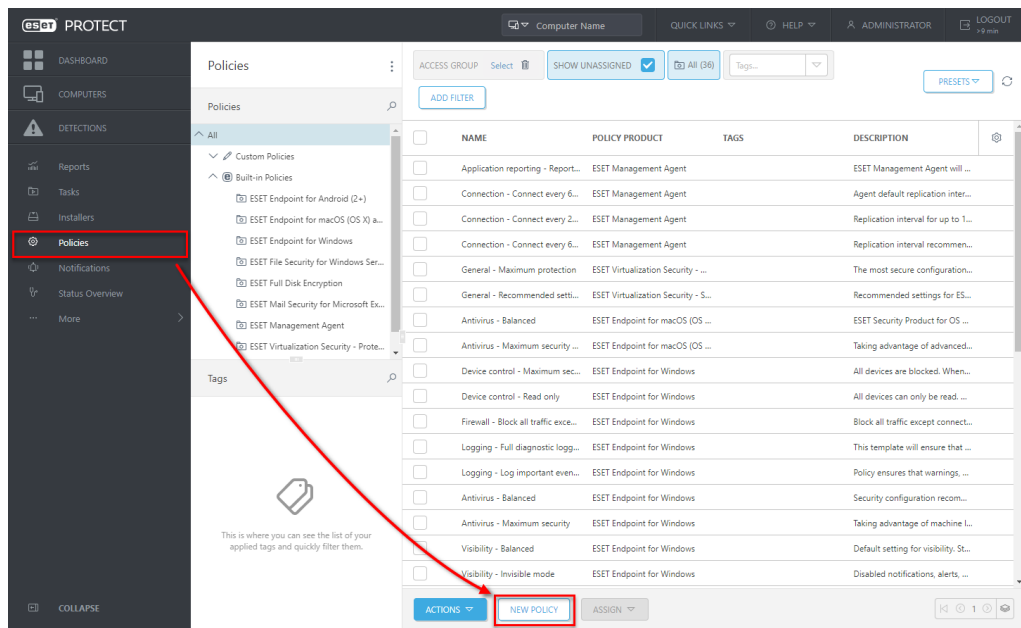 eset PROTECT
Computer Name
QUICK LINKS
HELP
ADMINISTRATOR
LOGOUT
>9 min
DASHBOARD
COMPUTERS
DETECTIONS
Reports
Tasks
Installers
Policies
Notifications
Status Overview
More
COLLAPSE
Policies
Policies
All
Custom Policies
Built-in Policies
ESET Endpoint for Android (2+)
ESET Endpoint for macOS (OS X) a...
ESET Endpoint for Windows
ESET File Security for Windows Ser...
ESET Full Disk Encryption
ESET Mail Security for Microsoft Ex...
ESET Management Agent
ESET Virtualization Security - Prote...
Tags
This is where you can see the list of your
applied tags and quickly filter them.
ACCESS GROUP Select
SHOW UNASSIGNED
All (36)
Tags...
PRESETS
ADD FILTER
NAME POLICY PRODUCT TAGS DESCRIPTION
Application reporting - Report... ESET Management Agent ESET Management Agent will ...
Connection - Connect every 6... ESET Management Agent Agent default replication inter...
Connection - Connect every 2... ESET Management Agent Replication interval for up to 1...
Connection - Connect every 6... ESET Management Agent Replication interval recommen...
General - Maximum protection ESET Virtualization Security - ... The most secure configuration...
General - Recommended setti... ESET Virtualization Security - S... Recommended settings for ES...
Antivirus - Balanced ESET Endpoint for macOS (OS ... ESET Security Product for OS ...
Antivirus - Maximum security ... ESET Endpoint for macOS (OS ... Taking advantage of advanced...
Device control - Maximum sec... ESET Endpoint for Windows All devices are blocked. When...
Device control - Read only ESET Endpoint for Windows All devices can only be read. ...
Firewall - Block all traffic exce... ESET Endpoint for Windows Block all traffic except connect...
Logging - Full diagnostic logg... ESET Endpoint for Windows This template will ensure that ...
Logging - Log important even... ESET Endpoint for Windows Policy ensures that warnings, ...
Antivirus - Balanced ESET Endpoint for Windows Security configuration recom...
Antivirus - Maximum security ESET Endpoint for Windows Taking advantage of machine l...
Visibility - Balanced ESET Endpoint for Windows Default setting for visibility. St...
Visibility - Invisible mode ESET Endpoint for Windows Disabled notifications, alerts, ...
ACTIONS
NEW POLICY
ASSIGN
1